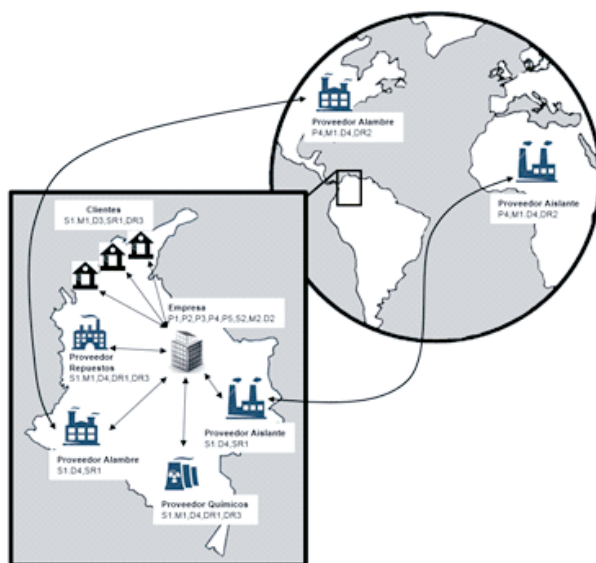 Proveedor Alambre
P4,M1.D4,DR2
Proveedor Aislante
P4,M1.D4,DR2
Clientes
S1.M1,D3,SR1,DR3
Empresa
P1,P2,P3,P4,P5,S2,M2.D2
Proveedor
Repuestos
S1.M1,D4,DR1,DR3
Proveedor Aislante
S1.D4,SR1
Proveedor Alambre
S1.D4,SR1
Proveedor Químicos
S1.M1,D4,DR1,DR3